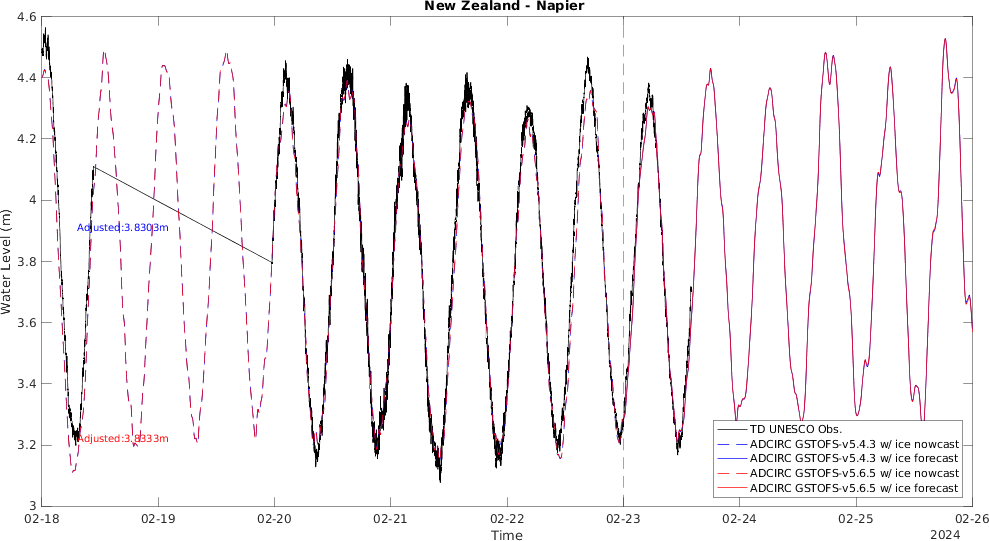 New Zealand - Napier
4.6
4.4
4.2
4
3.8
3.6
3.4
3.2
3
Water Level (m)
Adjusted:3.8303m
Adjusted:3.8333m
TD UNESCO Obs.
ADCIRC GSTOFS-v5.4.3 w/ ice nowcast
ADCIRC GSTOFS-v5.4.3 w/ ice forecast
ADCIRC GSTOFS-v5.6.5 w/ ice nowcast
ADCIRC GSTOFS-v5.6.5 w/ ice forecast
02-18 02-19 02-20 02-21 02-22 02-23 02-24 02-25 02-26
Time
2024